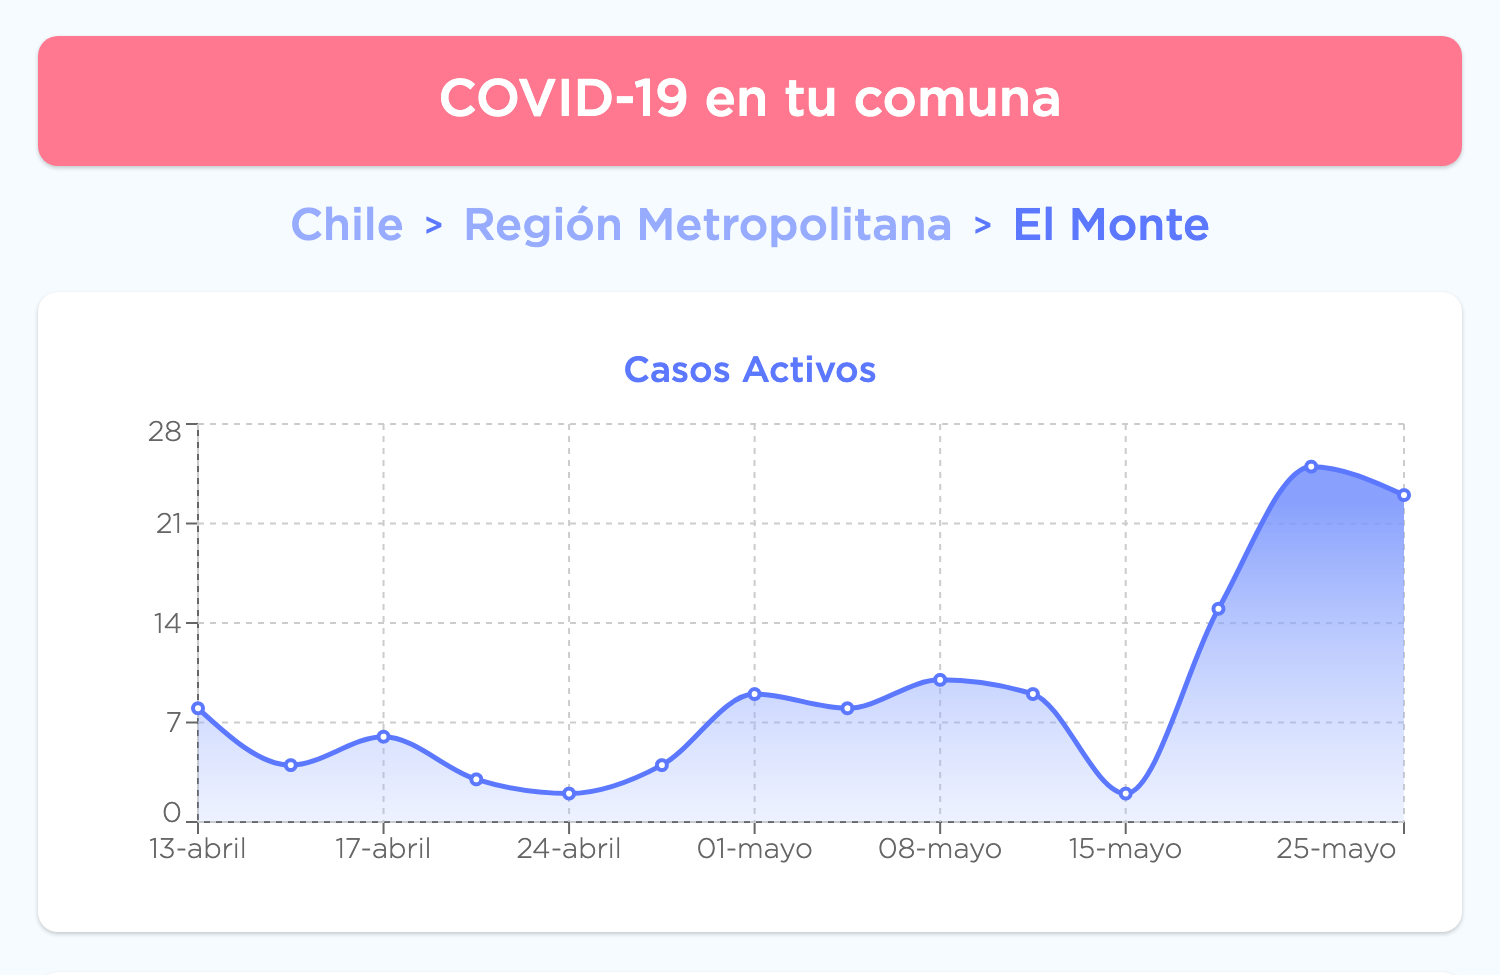 COVID-19 en tu comuna
Chile > Región Metropolitana > El Monte
Casos Activos
28
21
14
7
0
13-abril 17-abril 24-abril 01-mayo 08-mayo 15-mayo 25-mayo